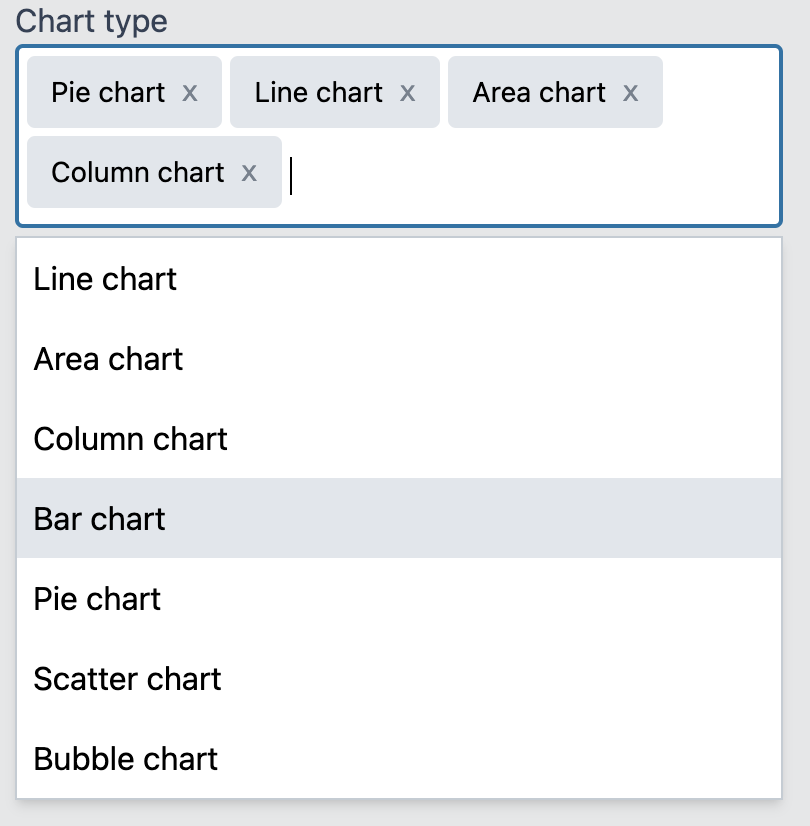 Chart type
Pie chart x Line chart x Area chart x
Column chart x
Line chart
Area chart
Column chart
Bar chart
Pie chart
Scatter chart
Bubble chart